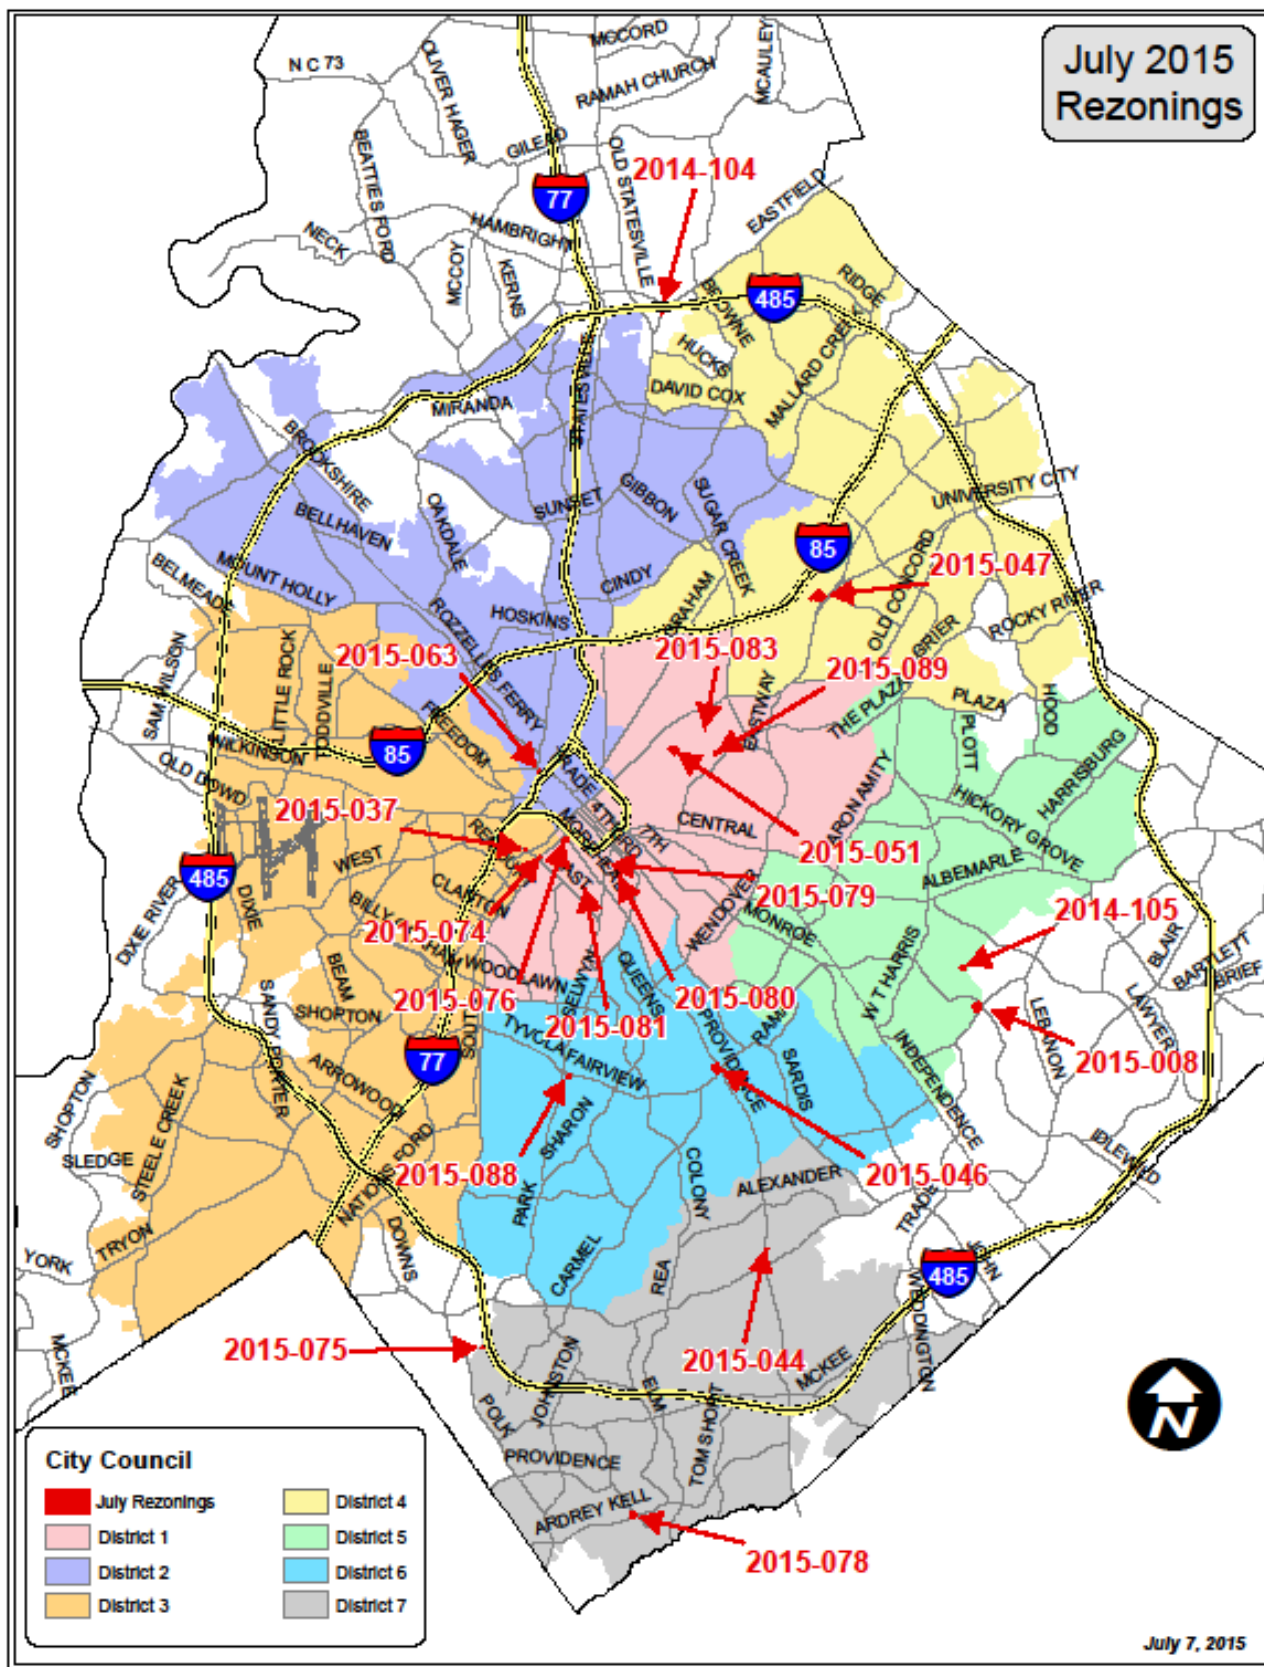 July 2015
Rezonings
N C 73
OLIVER HAGER
MCCORD
RAMAH CHURCH
MCAULEY
BEATTIES FORD
GILEAD
OLD STATESVILLE
2014-104
77
EASTFIELD
NECK
HAMBRIGHT
MCCOY
KERNS
BROWNE
485
RIDGE
HUCKS
MALLARD CREEK
DAVID COX
STATESVILLE
MIRANDA
BROOKSHIRE
BELLHAVEN
OAKDALE
SUNSET
GIBBON
SUGAR CREEK
UNIVERSITY CITY
85
OLD CONCORD
2015-047
BELMEADE
MOUNT HOLLY
CINDY
GRAHAM
ROZZELLES FERRY
HOSKINS
GRIER
ROCKY RIVER
SAM WILSON
LITTLE ROCK
TODDVILLE
2015-063
2015-083
2015-089
EASTWAY
THE PLAZA
PLAZA
HOOD
PLOTT
FREEDOM
WILKINSON
85
OLD DOWD
HARRISBURG
2015-037
TRADE
4TH
7TH
CENTRAL
HICKORY GROVE
2015-051
WEST
ALBEMARLE
485
DIXIE RIVER
DIXIE
CLANTON
2015-079
WENDOVER
MONROE
2014-105
2015-074
W T HARRIS
BLAIR
BARTLETT
BRIEF
BEAM
WOODLAWN
SELWYN
QUEENS
2015-076
2015-080
2015-081
SANDY PORTER
SHOPTON
TYVOLA
FAIRVIEW
PROVIDENCE
SARDIS
INDEPENDENCE
LEBANON
LAWYER
2015-008
77
ARROWOOD
SHOPTON
STEELE CREEK
SLEDGE
SHARON
IDLEWILD
2015-088
2015-046
NATIONS FORD
PARK
COLONY
ALEXANDER
TRADE
JOHN
YORK
TRYON
DOWNS
CARMEL
REA
485
WEDDINGTON
2015-075
2015-044
MCKEE
MCKEE
JOHNSTON
ELM
TOM SHORT
POLK
PROVIDENCE
ARDREY KELL
2015-078
N
City Council
July Rezonings
District 1
District 2
District 3
District 4
District 5
District 6
District 7
July 7, 2015